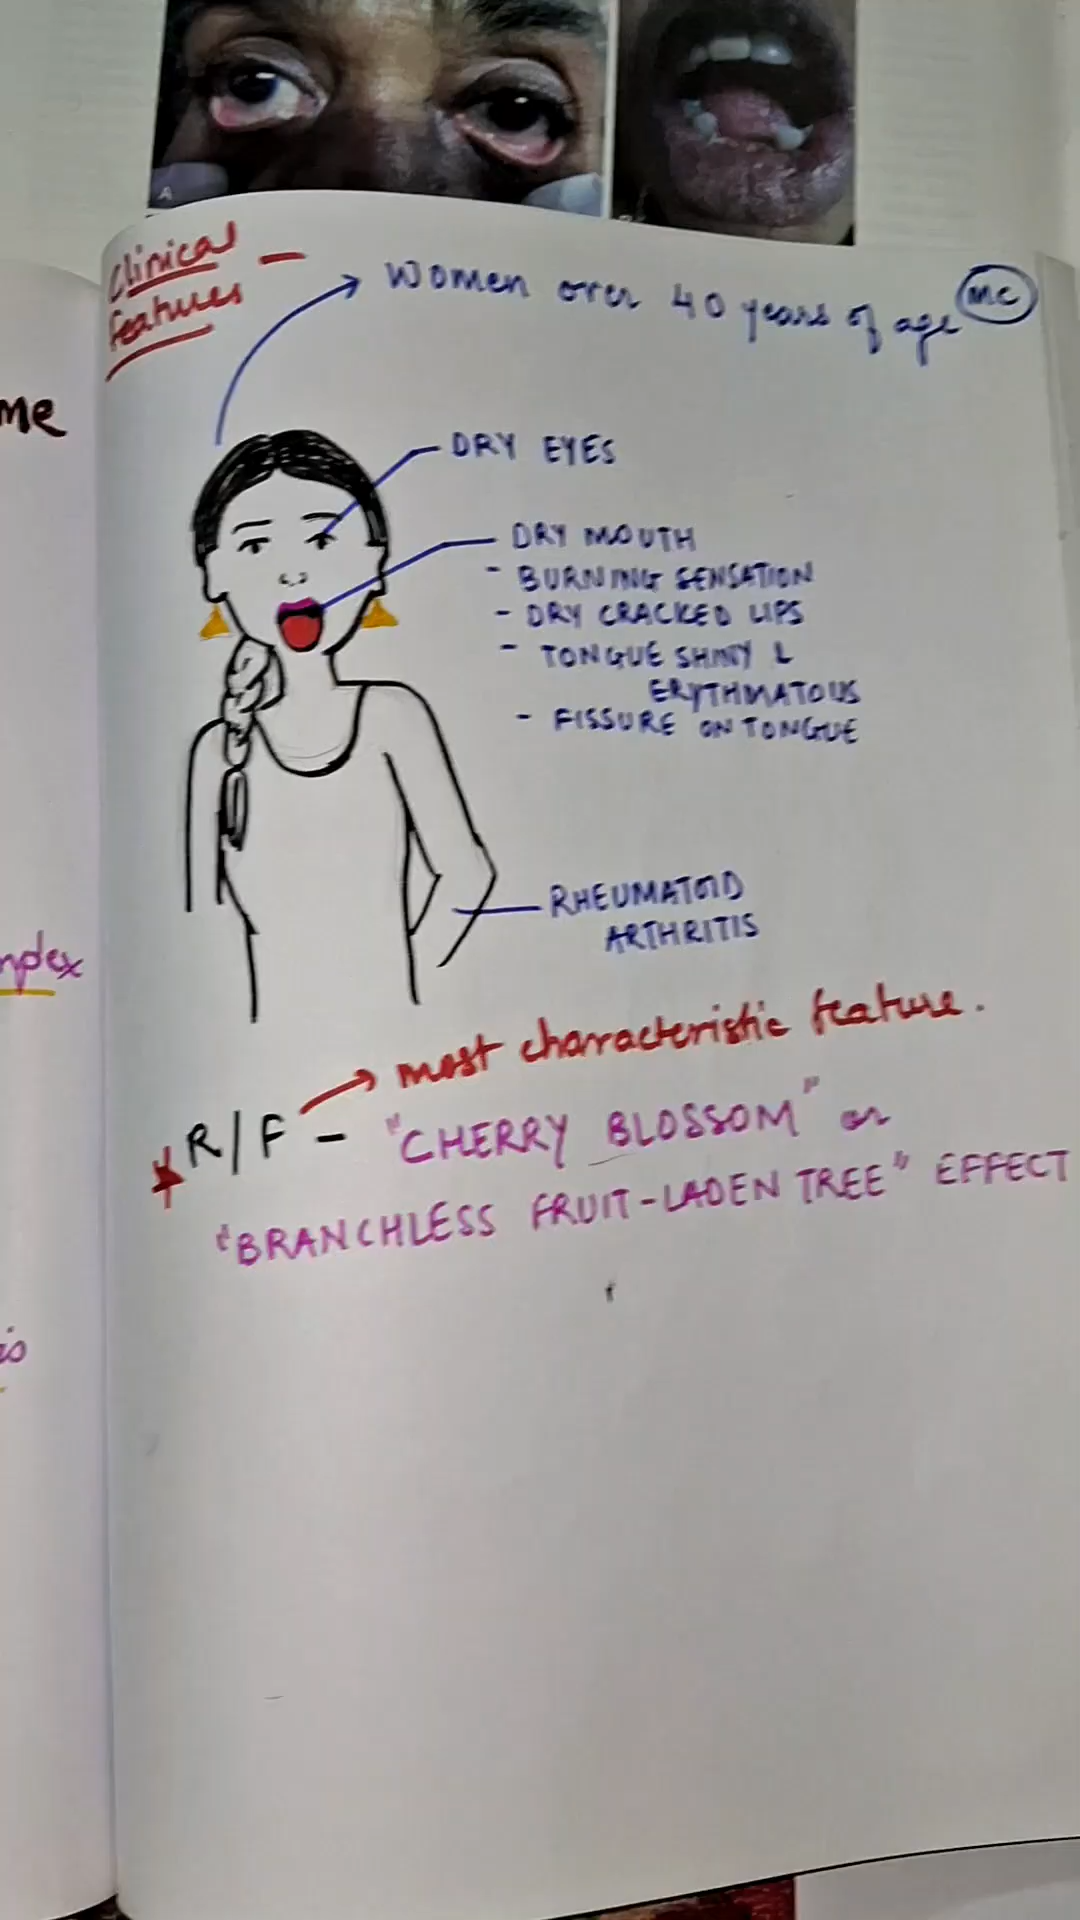 A
Clinical –
Features
Women over 40 years of age MC
me
DRY EYES
DRY MOUTH
- BURNING SENSATION
- DRY CRACKED LIPS
- TONGUE SHINY &
ERYTHMATOUS
- FISSURE ON TONGUE
RHEUMATOID
ARTHRITIS
mplex
most characteristic feature.
R/F – "CHERRY BLOSSOM" or
"BRANCHLESS FRUIT-LADEN TREE" EFFECT
is